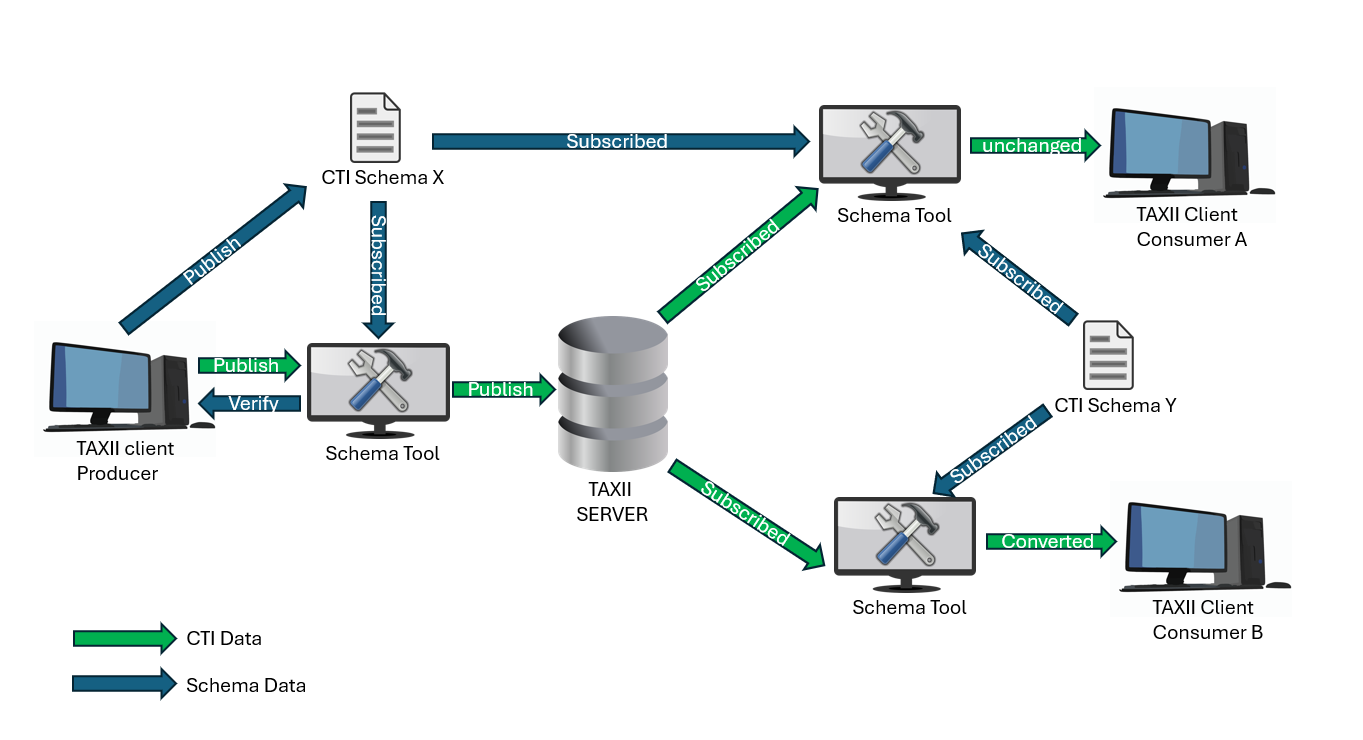 Subscribed
unchanged
CTI Schema X
Schema Tool
TAXII Client
Consumer A
Publish
Subscribed
Subscribed
Subscribed
Publish
Verify
Publish
CTI Schema Y
TAXII client
Producer
Schema Tool
Subscribed
TAXII
SERVER
Subscribed
Converted
Schema Tool
TAXII Client
Consumer B
CTI Data
Schema Data